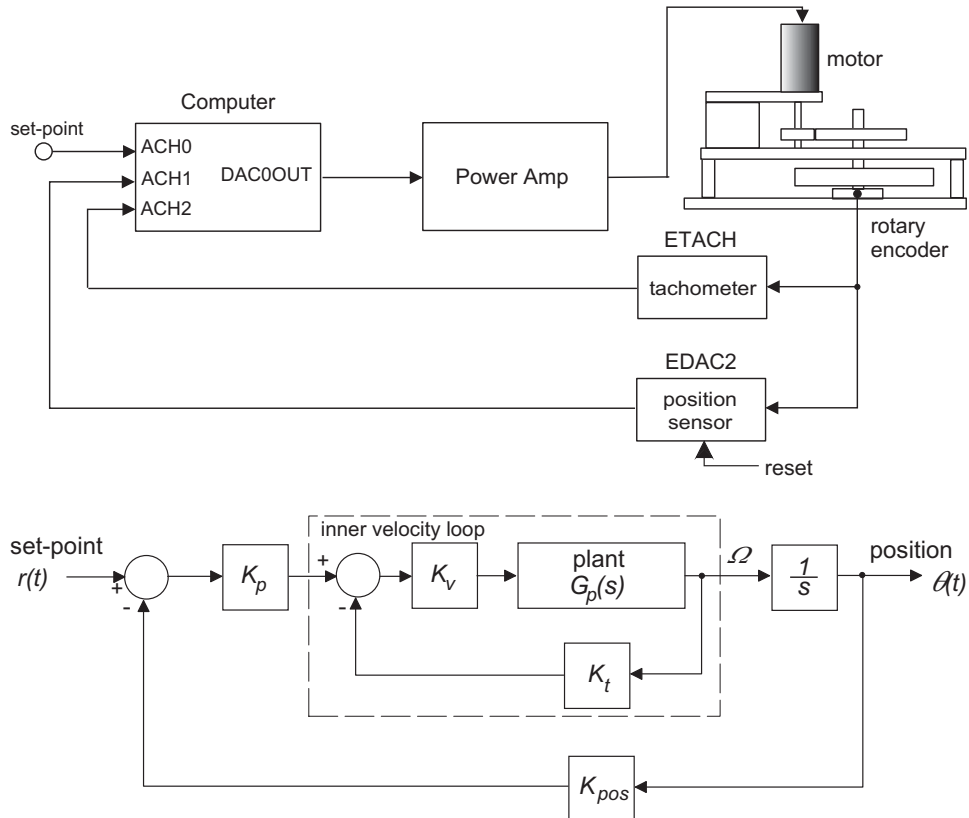 motor
Computer
set-point
ACH0
ACH1
ACH2
DAC0OUT
Power Amp
rotary
encoder
ETACH
tachometer
EDAC2
position
sensor
reset
inner velocity loop
set-point
r(t)
+
-
K_p
+
-
K_v
plant
G_p(s)
Ω
1/s
position
θ(t)
K_t
K_pos